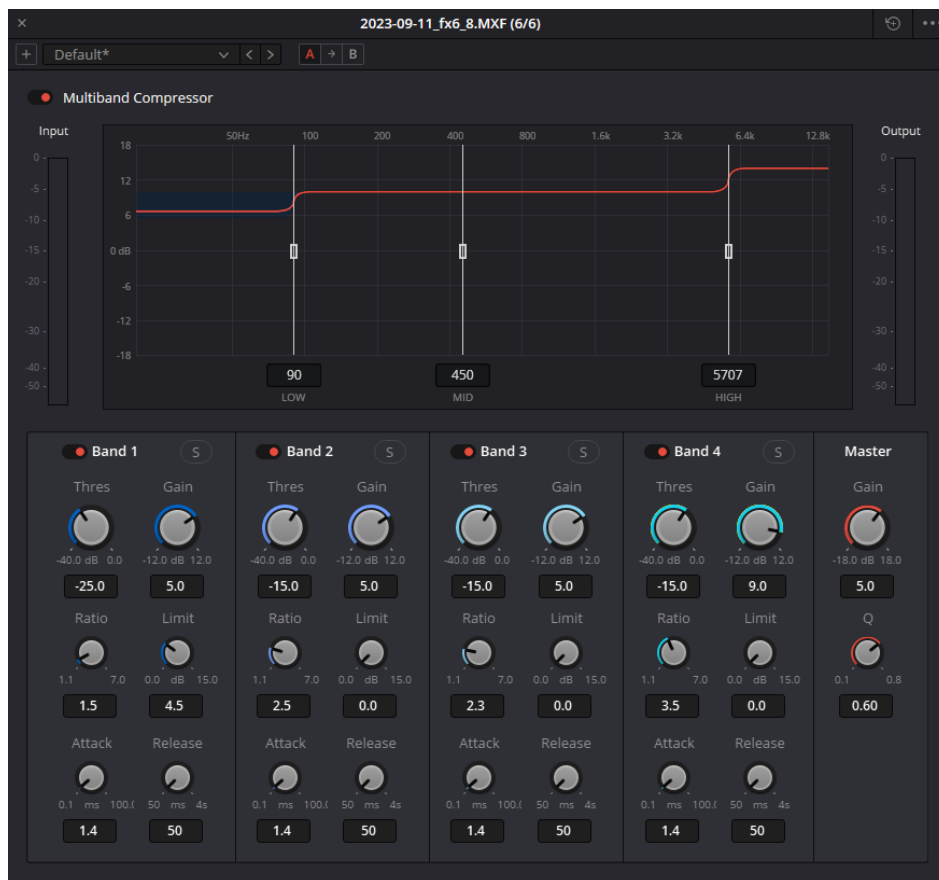 × 2023-09-11_fx6_8.MXF (6/6) •••
+ Default* < > A → B
Multiband Compressor
Input Output
50Hz 100 200 400 800 1.6k 3.2k 6.4k 12.8k
18
12
6
0 dB
-6
-12
-18
0
-5
-10
-15
-20
-30
-40
-50
0
-5
-10
-15
-20
-30
-40
-50
90 450 5707
LOW MID HIGH
Band 1 S Band 2 S Band 3 S Band 4 S Master
Thres Gain Thres Gain Thres Gain Thres Gain Gain
-40.0 dB 0.0 -12.0 dB 12.0 -40.0 dB 0.0 -12.0 dB 12.0 -40.0 dB 0.0 -12.0 dB 12.0 -40.0 dB 0.0 -12.0 dB 12.0 -18.0 dB 18.0
-25.0 5.0 -15.0 5.0 -15.0 5.0 -15.0 9.0 5.0
Ratio Limit Ratio Limit Ratio Limit Ratio Limit Q
1.1 7.0 0.0 dB 15.0 1.1 7.0 0.0 dB 15.0 1.1 7.0 0.0 dB 15.0 1.1 7.0 0.0 dB 15.0 0.1 0.8
1.5 4.5 2.5 0.0 2.3 0.0 3.5 0.0 0.60
Attack Release Attack Release Attack Release Attack Release
0.1 ms 100.( 50 ms 4s 0.1 ms 100.( 50 ms 4s 0.1 ms 100.( 50 ms 4s 0.1 ms 100.( 50 ms 4s
1.4 50 1.4 50 1.4 50 1.4 50